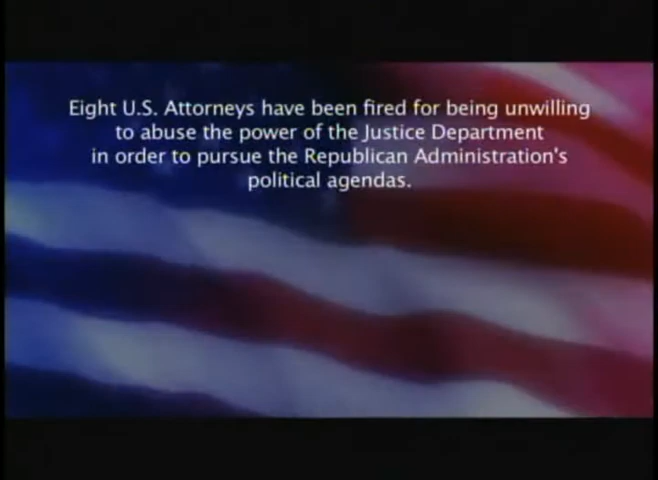 Eight U.S. Attorneys have been fired for being unwilling
to abuse the power of the Justice Department
in order to pursue the Republican Administration's
political agendas.